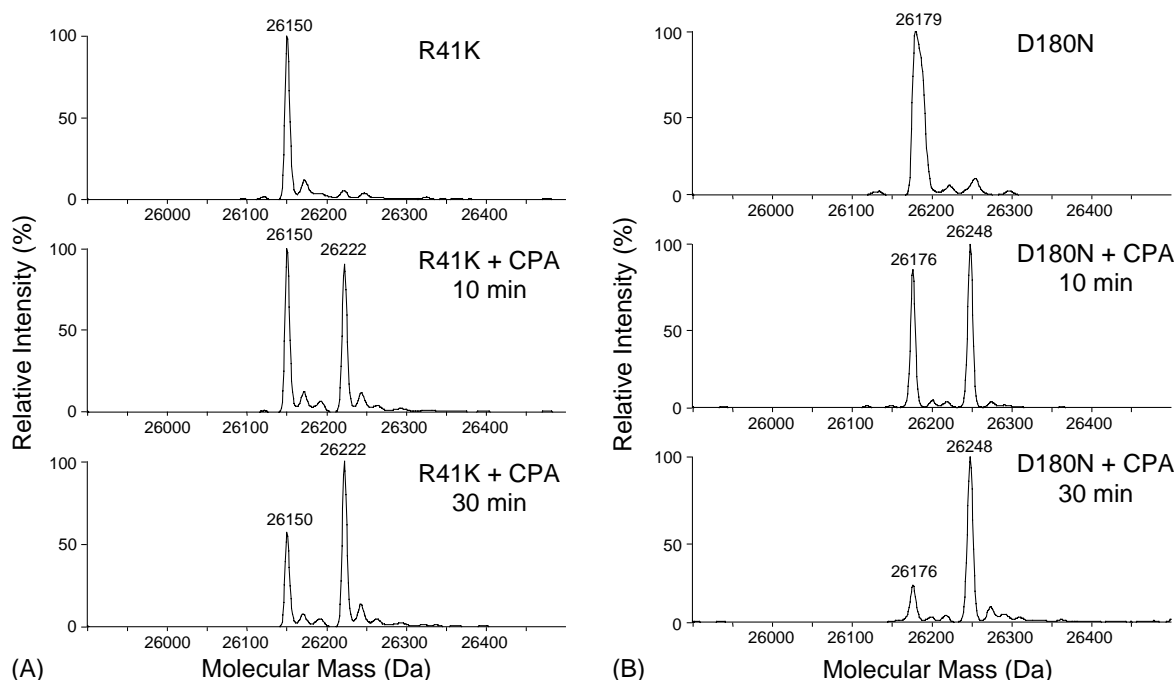 Relative Intensity (%)
26150
R41K
100
50
0
26000 26100 26200 26300 26400
26150
26222
R41K + CPA
10 min
100
50
0
26000 26100 26200 26300 26400
26222
R41K + CPA
30 min
26150
100
50
0
26000 26100 26200 26300 26400
(A) Molecular Mass (Da)
Relative Intensity (%)
26179
D180N
100
50
0
26000 26100 26200 26300 26400
26176
26248
D180N + CPA
10 min
100
50
0
26000 26100 26200 26300 26400
26248
D180N + CPA
30 min
26176
100
50
0
26000 26100 26200 26300 26400
(B) Molecular Mass (Da)